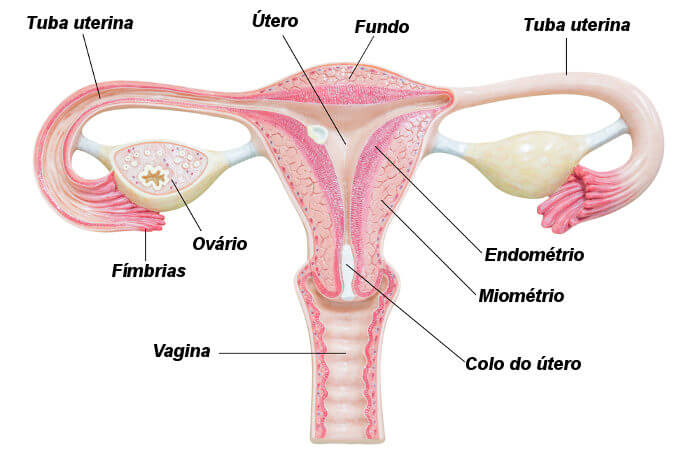 Tuba uterina
Útero
Fundo
Tuba uterina
Ovário
Fímbrias
Endométrio
Miométrio
Vagina
Colo do útero